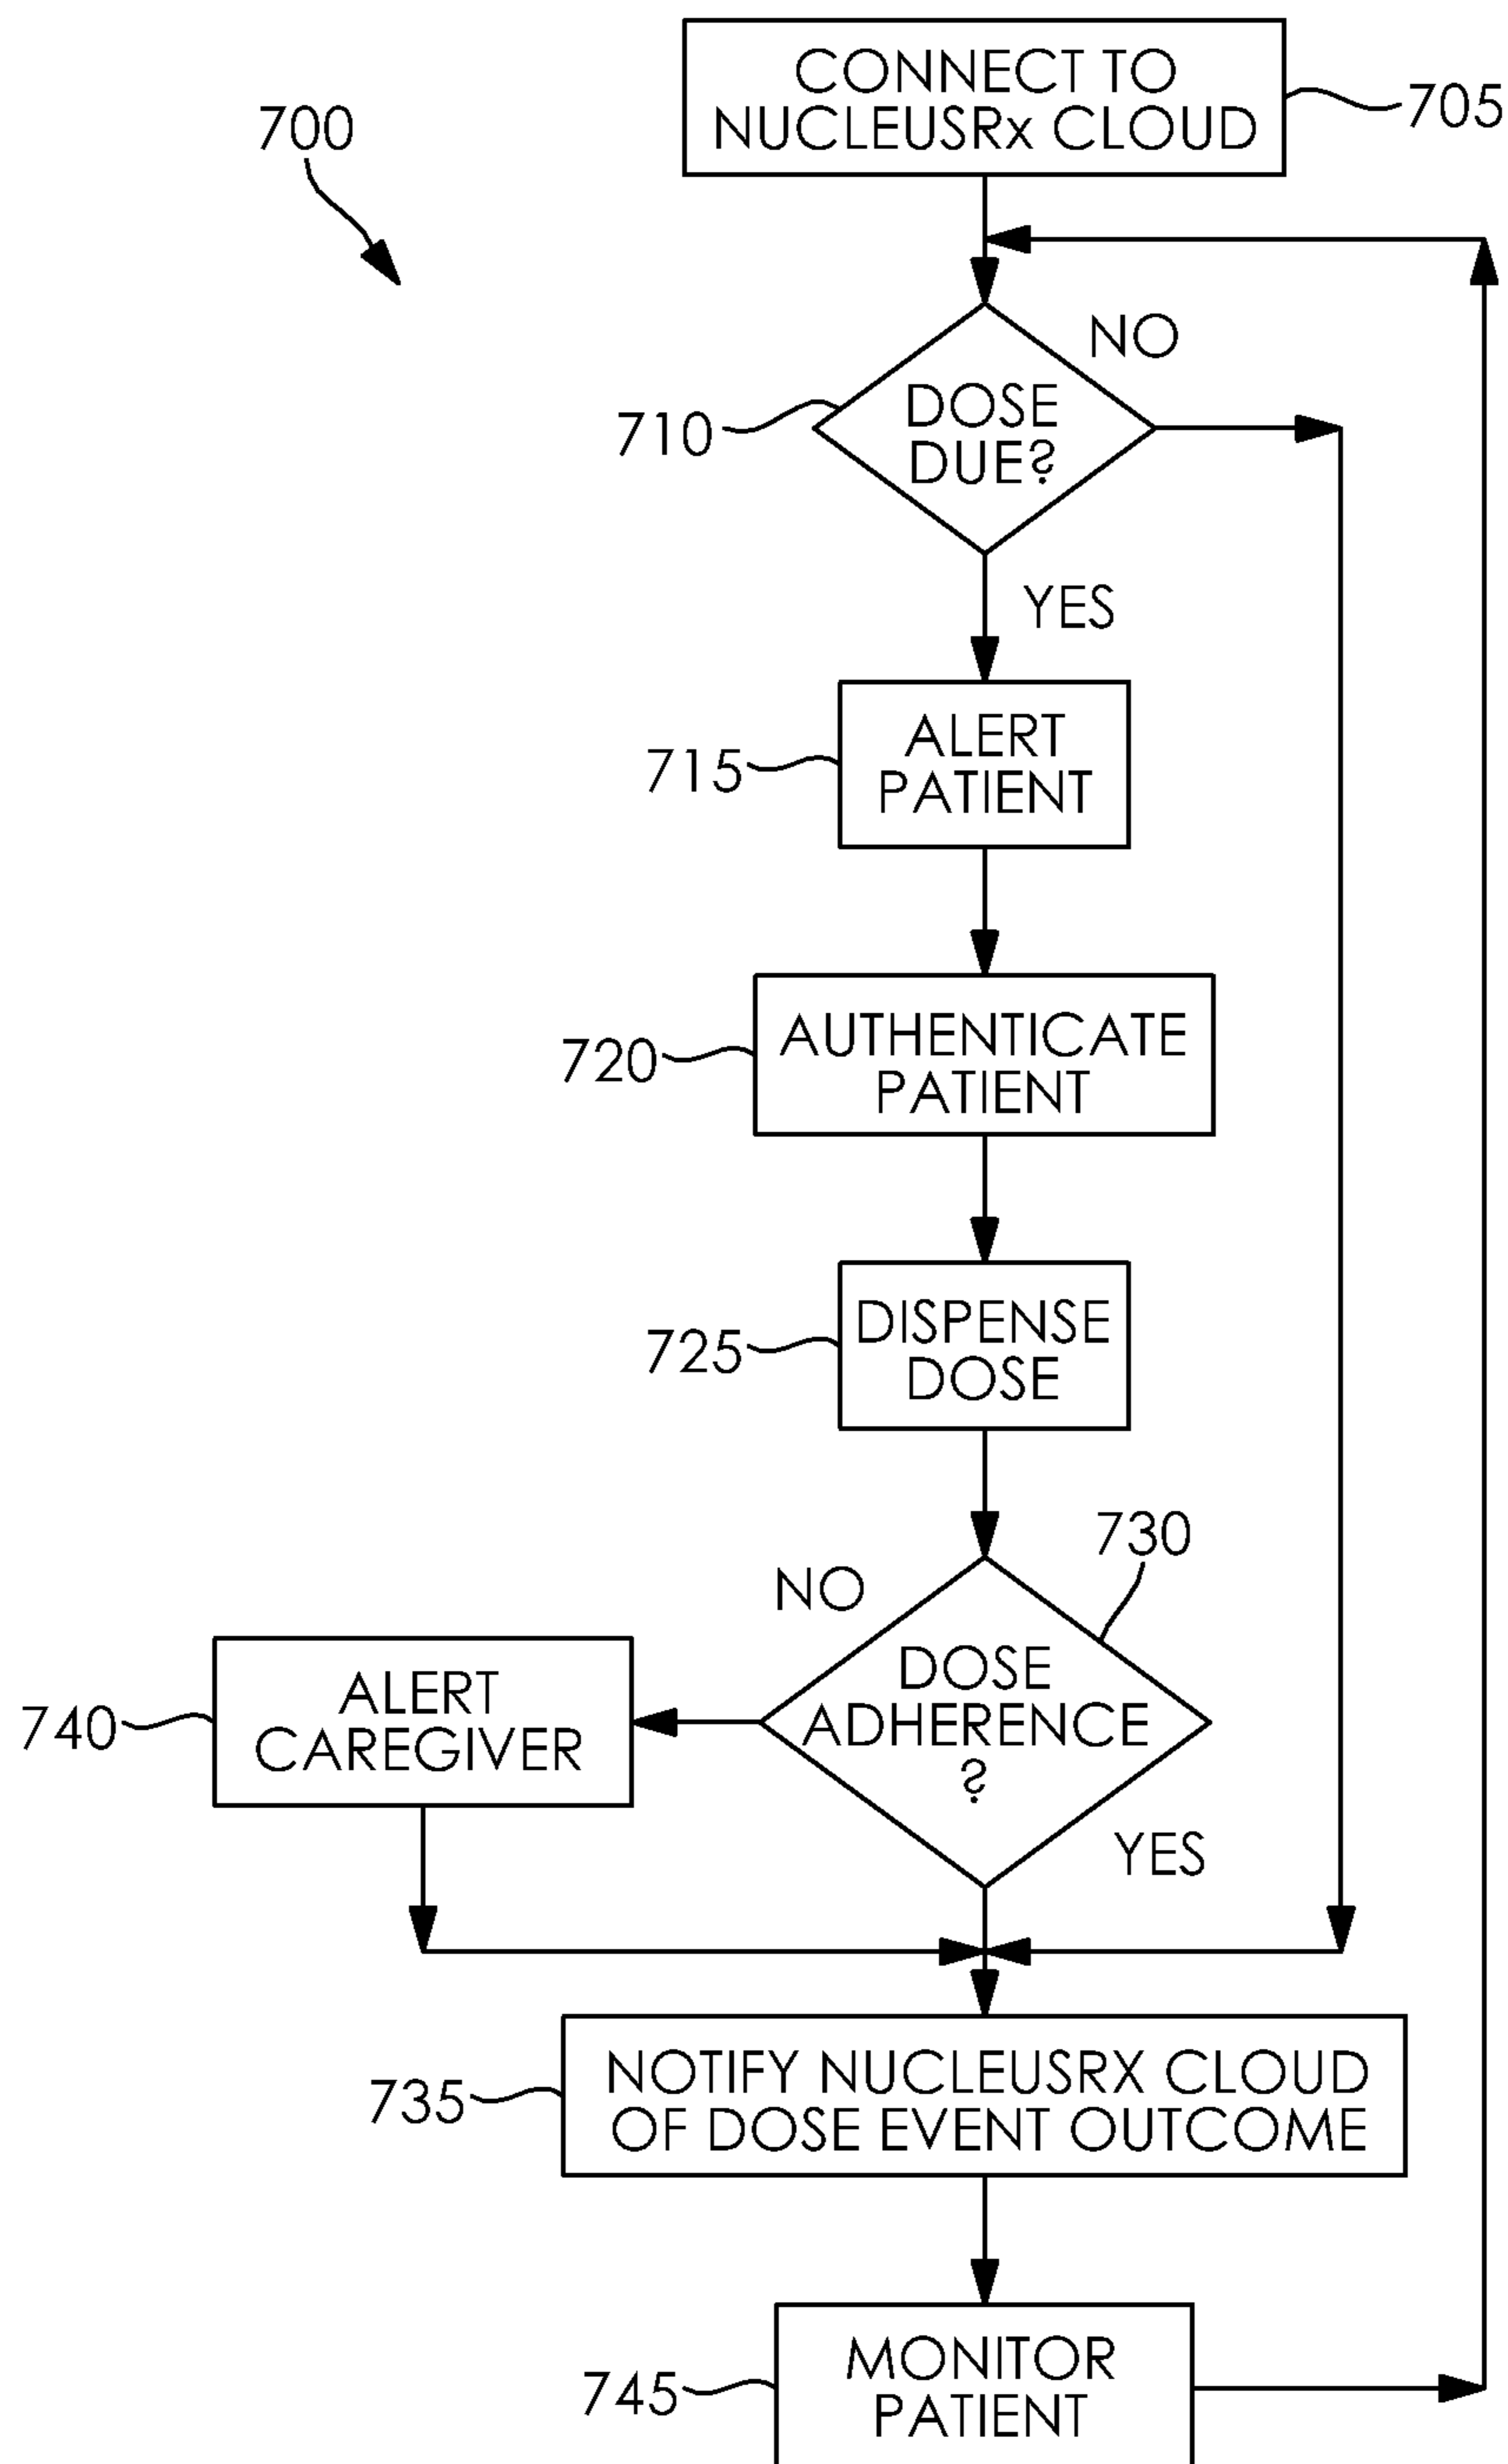 CONNECT TO
NUCLEUSRx CLOUD
705
700
NO
DOSE
DUE?
710
YES
ALERT
PATIENT
715
AUTHENTICATE
PATIENT
720
DISPENSE
DOSE
725
730
NO
DOSE
ADHERENCE
?
ALERT
CAREGIVER
740
YES
NOTIFY NUCLEUSRX CLOUD
OF DOSE EVENT OUTCOME
735
MONITOR
PATIENT
745